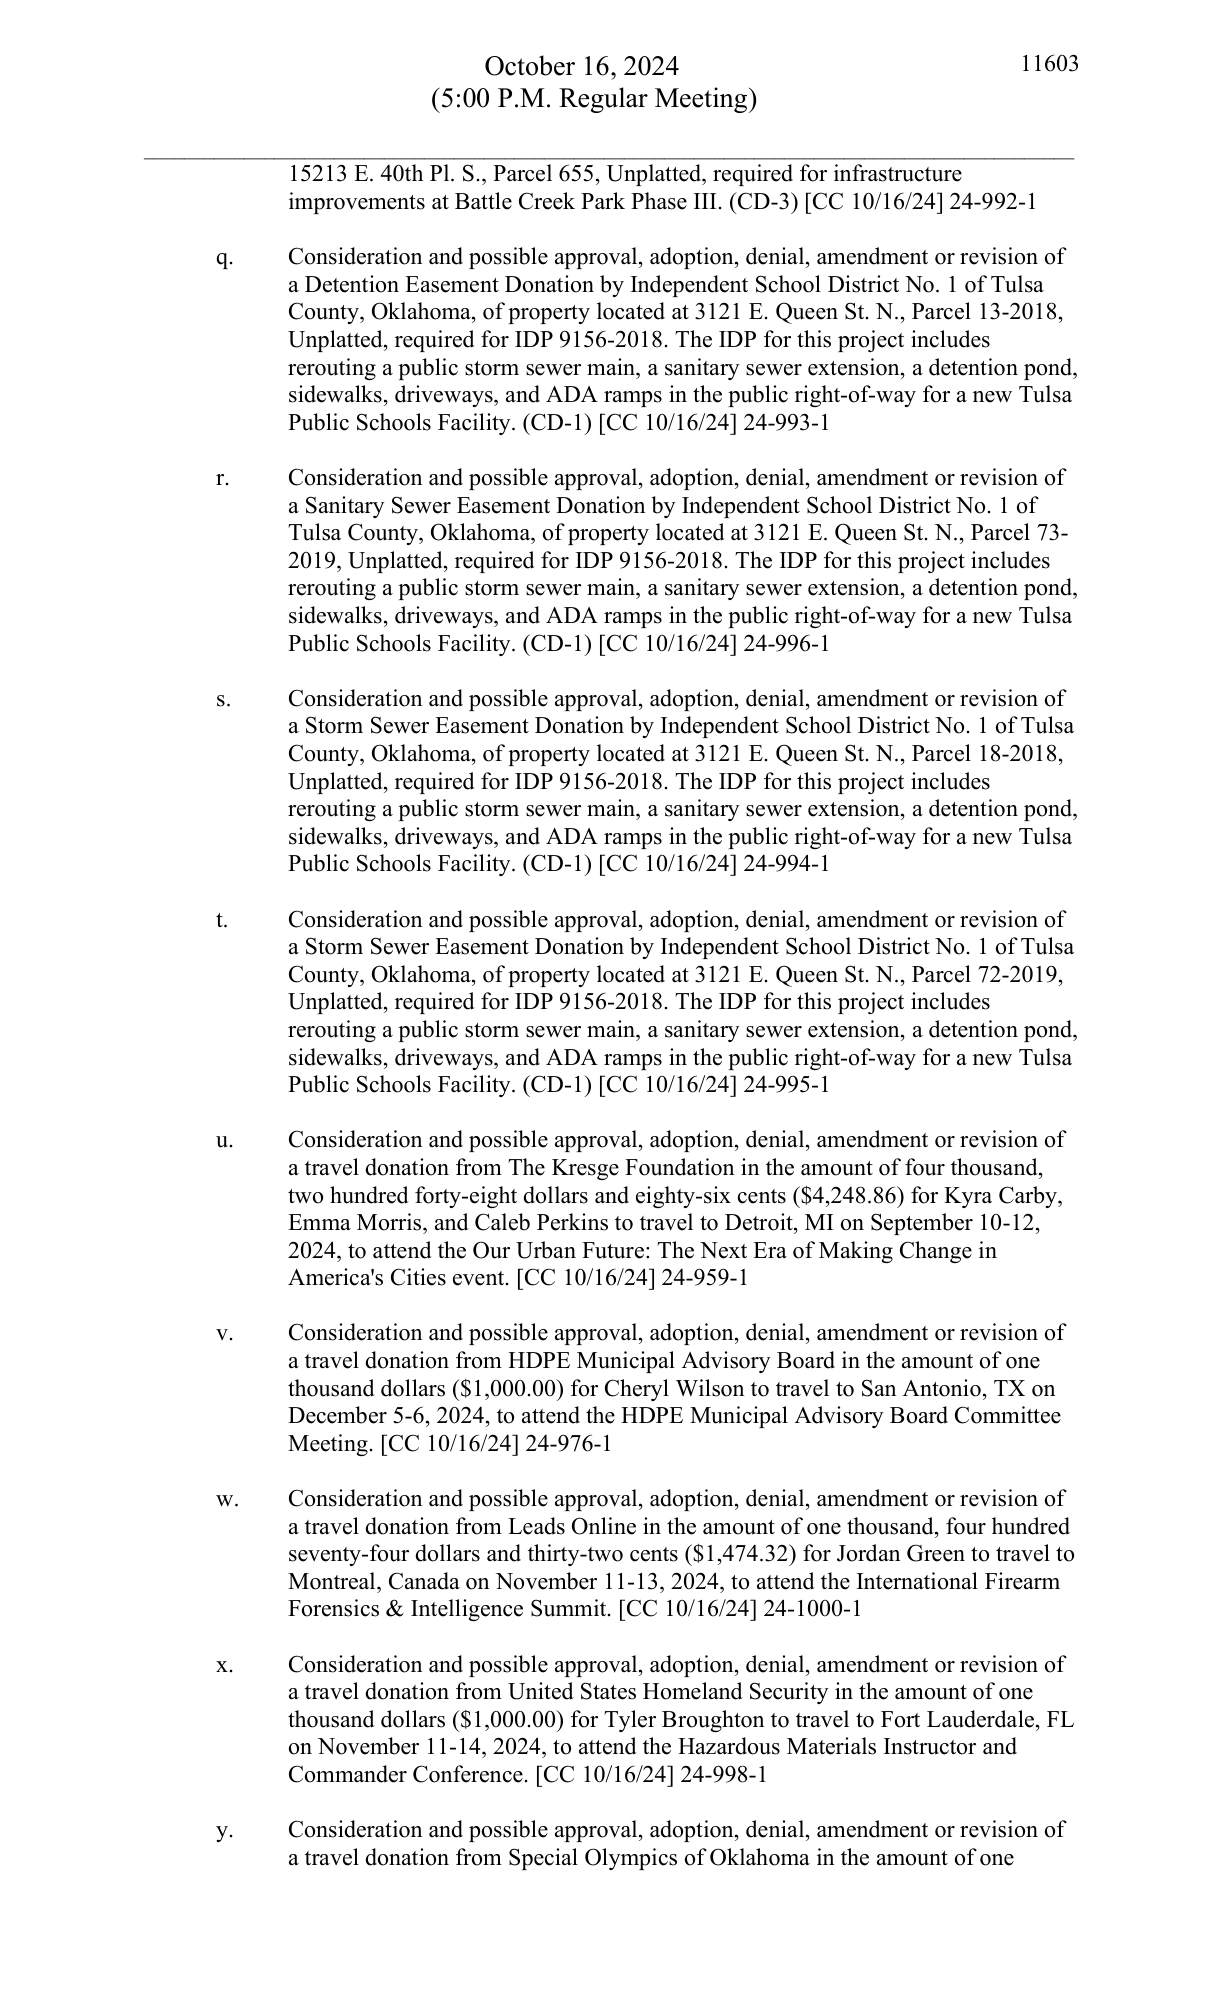 October 16, 2024
11603
(5:00 P.M. Regular Meeting)
15213 E. 40th Pl. S., Parcel 655, Unplatted, required for infrastructure
improvements at Battle Creek Park Phase III. (CD-3) [CC 10/16/24] 24-992-1
q. Consideration and possible approval, adoption, denial, amendment or revision of
a Detention Easement Donation by Independent School District No. 1 of Tulsa
County, Oklahoma, of property located at 3121 E. Queen St. N., Parcel 13-2018,
Unplatted, required for IDP 9156-2018. The IDP for this project includes
rerouting a public storm sewer main, a sanitary sewer extension, a detention pond,
sidewalks, driveways, and ADA ramps in the public right-of-way for a new Tulsa
Public Schools Facility. (CD-1) [CC 10/16/24] 24-993-1
r. Consideration and possible approval, adoption, denial, amendment or revision of
a Sanitary Sewer Easement Donation by Independent School District No. 1 of
Tulsa County, Oklahoma, of property located at 3121 E. Queen St. N., Parcel 73-
2019, Unplatted, required for IDP 9156-2018. The IDP for this project includes
rerouting a public storm sewer main, a sanitary sewer extension, a detention pond,
sidewalks, driveways, and ADA ramps in the public right-of-way for a new Tulsa
Public Schools Facility. (CD-1) [CC 10/16/24] 24-996-1
s. Consideration and possible approval, adoption, denial, amendment or revision of
a Storm Sewer Easement Donation by Independent School District No. 1 of Tulsa
County, Oklahoma, of property located at 3121 E. Queen St. N., Parcel 18-2018,
Unplatted, required for IDP 9156-2018. The IDP for this project includes
rerouting a public storm sewer main, a sanitary sewer extension, a detention pond,
sidewalks, driveways, and ADA ramps in the public right-of-way for a new Tulsa
Public Schools Facility. (CD-1) [CC 10/16/24] 24-994-1
t. Consideration and possible approval, adoption, denial, amendment or revision of
a Storm Sewer Easement Donation by Independent School District No. 1 of Tulsa
County, Oklahoma, of property located at 3121 E. Queen St. N., Parcel 72-2019,
Unplatted, required for IDP 9156-2018. The IDP for this project includes
rerouting a public storm sewer main, a sanitary sewer extension, a detention pond,
sidewalks, driveways, and ADA ramps in the public right-of-way for a new Tulsa
Public Schools Facility. (CD-1) [CC 10/16/24] 24-995-1
u. Consideration and possible approval, adoption, denial, amendment or revision of
a travel donation from The Kresge Foundation in the amount of four thousand,
two hundred forty-eight dollars and eighty-six cents ($4,248.86) for Kyra Carby,
Emma Morris, and Caleb Perkins to travel to Detroit, MI on September 10-12,
2024, to attend the Our Urban Future: The Next Era of Making Change in
America's Cities event. [CC 10/16/24] 24-959-1
v. Consideration and possible approval, adoption, denial, amendment or revision of
a travel donation from HDPE Municipal Advisory Board in the amount of one
thousand dollars ($1,000.00) for Cheryl Wilson to travel to San Antonio, TX on
December 5-6, 2024, to attend the HDPE Municipal Advisory Board Committee
Meeting. [CC 10/16/24] 24-976-1
w. Consideration and possible approval, adoption, denial, amendment or revision of
a travel donation from Leads Online in the amount of one thousand, four hundred
seventy-four dollars and thirty-two cents ($1,474.32) for Jordan Green to travel to
Montreal, Canada on November 11-13, 2024, to attend the International Firearm
Forensics & Intelligence Summit. [CC 10/16/24] 24-1000-1
x. Consideration and possible approval, adoption, denial, amendment or revision of
a travel donation from United States Homeland Security in the amount of one
thousand dollars ($1,000.00) for Tyler Broughton to travel to Fort Lauderdale, FL
on November 11-14, 2024, to attend the Hazardous Materials Instructor and
Commander Conference. [CC 10/16/24] 24-998-1
y. Consideration and possible approval, adoption, denial, amendment or revision of
a travel donation from Special Olympics of Oklahoma in the amount of one